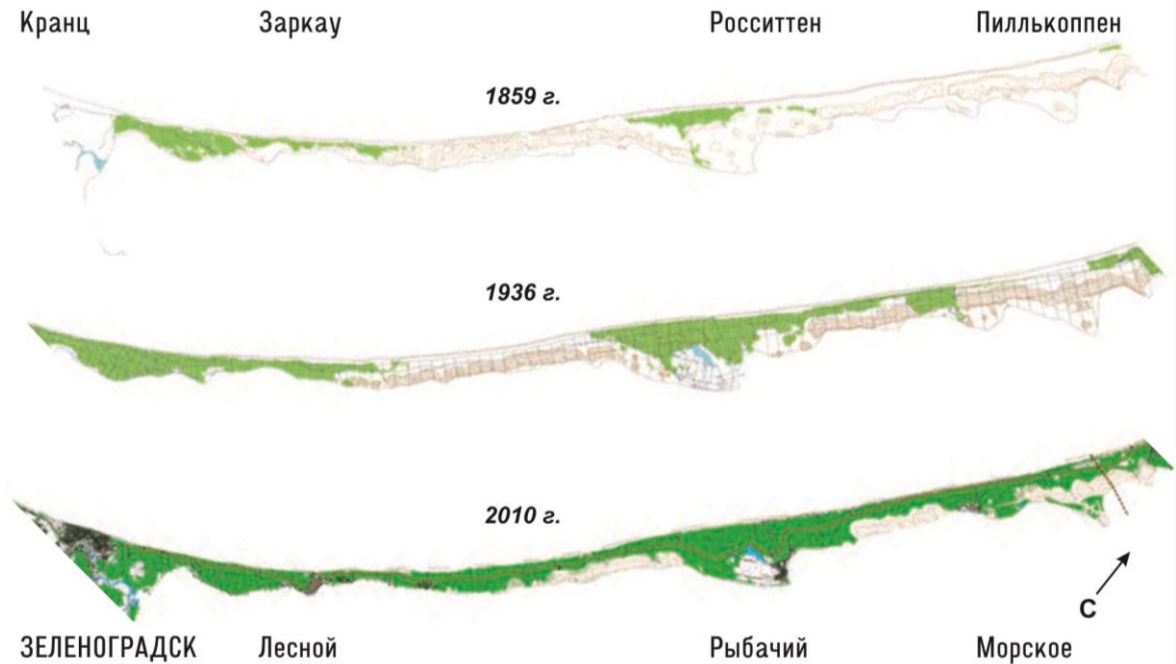 Кранц Заркау Росситтен Пиллькоппен
1859 г.
1936 г.
2010 г.
С
ЗЕЛЕНОГРАДСК Лесной Рыбачий Морское